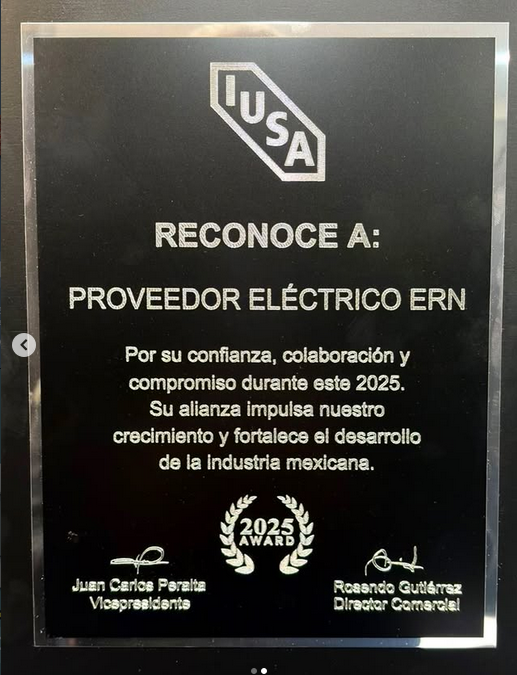 IUSA
RECONOCE A:
PROVEEDOR ELÉCTRICO ERN
Por su confianza, colaboración y
compromiso durante este 2025.
Su alianza impulsa nuestro
crecimiento y fortalece el desarrollo
de la industria mexicana.
2025
AWARD
Juan Carlos Peralta
Vicepresidente
Rosendo Gutiérrez
Director Comercial